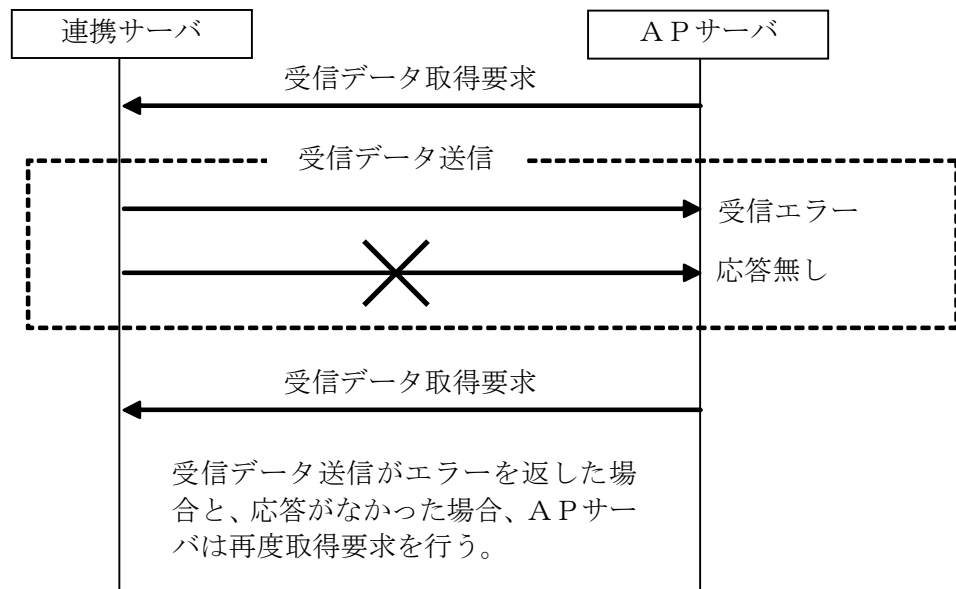 連携サーバ
ＡＰサーバ
受信データ取得要求
受信データ送信
受信エラー
応答無し
受信データ取得要求
受信データ送信がエラーを返した場
合と、応答がなかった場合、ＡＰサー
バは再度取得要求を行う。